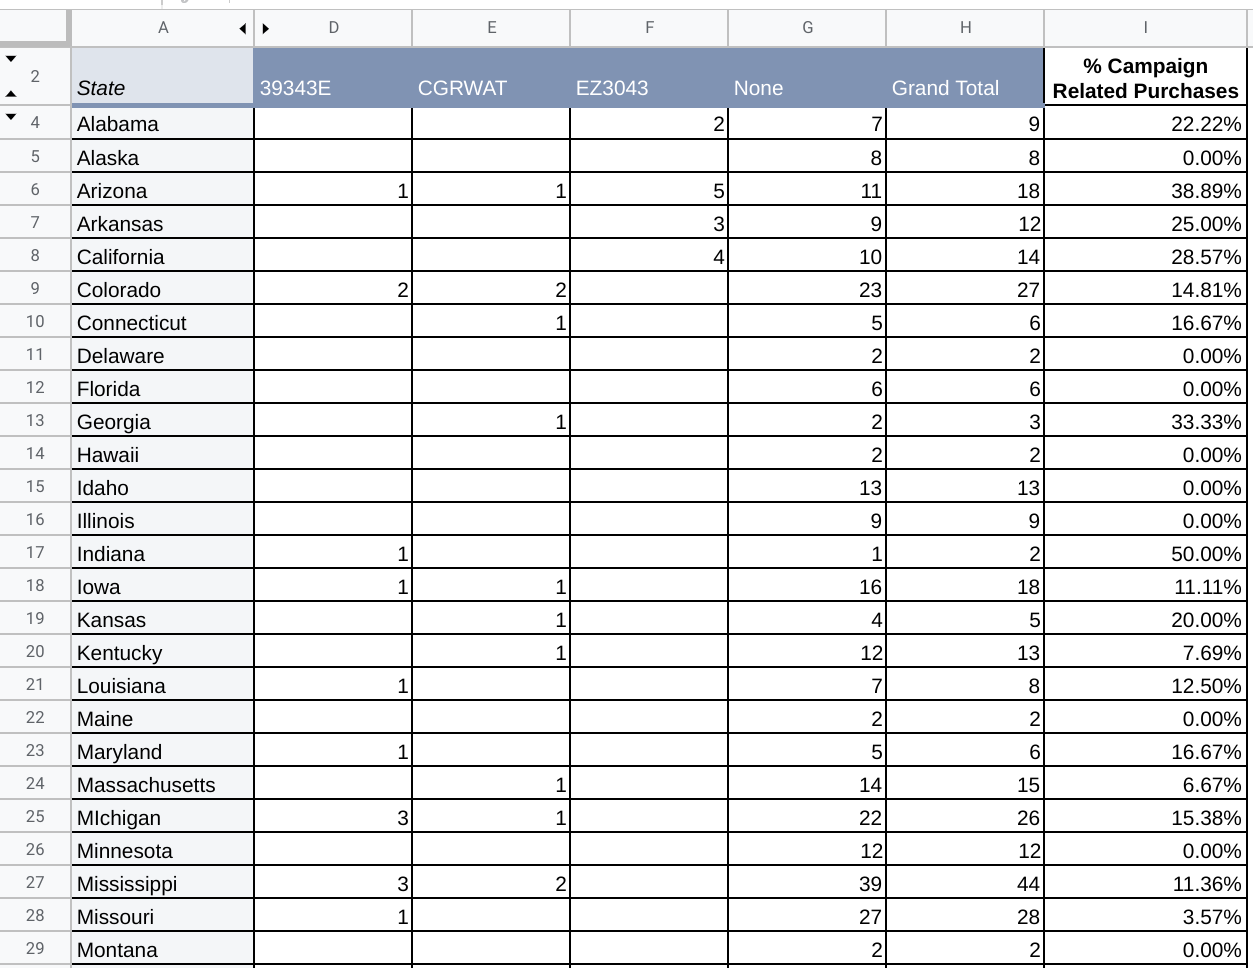 A D E F G H I
2 State 39343E CGRWAT EZ3043 None Grand Total % Campaign
Related Purchases
4 Alabama 2 7 9 22.22%
5 Alaska 8 8 0.00%
6 Arizona 1 1 5 11 18 38.89%
7 Arkansas 3 9 12 25.00%
8 California 4 10 14 28.57%
9 Colorado 2 2 23 27 14.81%
10 Connecticut 1 5 6 16.67%
11 Delaware 2 2 0.00%
12 Florida 6 6 0.00%
13 Georgia 1 2 3 33.33%
14 Hawaii 2 2 0.00%
15 Idaho 13 13 0.00%
16 Illinois 9 9 0.00%
17 Indiana 1 1 2 50.00%
18 Iowa 1 1 16 18 11.11%
19 Kansas 1 4 5 20.00%
20 Kentucky 1 12 13 7.69%
21 Louisiana 1 7 8 12.50%
22 Maine 2 2 0.00%
23 Maryland 1 5 6 16.67%
24 Massachusetts 1 14 15 6.67%
25 MIchigan 3 1 22 26 15.38%
26 Minnesota 12 12 0.00%
27 Mississippi 3 2 39 44 11.36%
28 Missouri 1 27 28 3.57%
29 Montana 2 2 0.00%